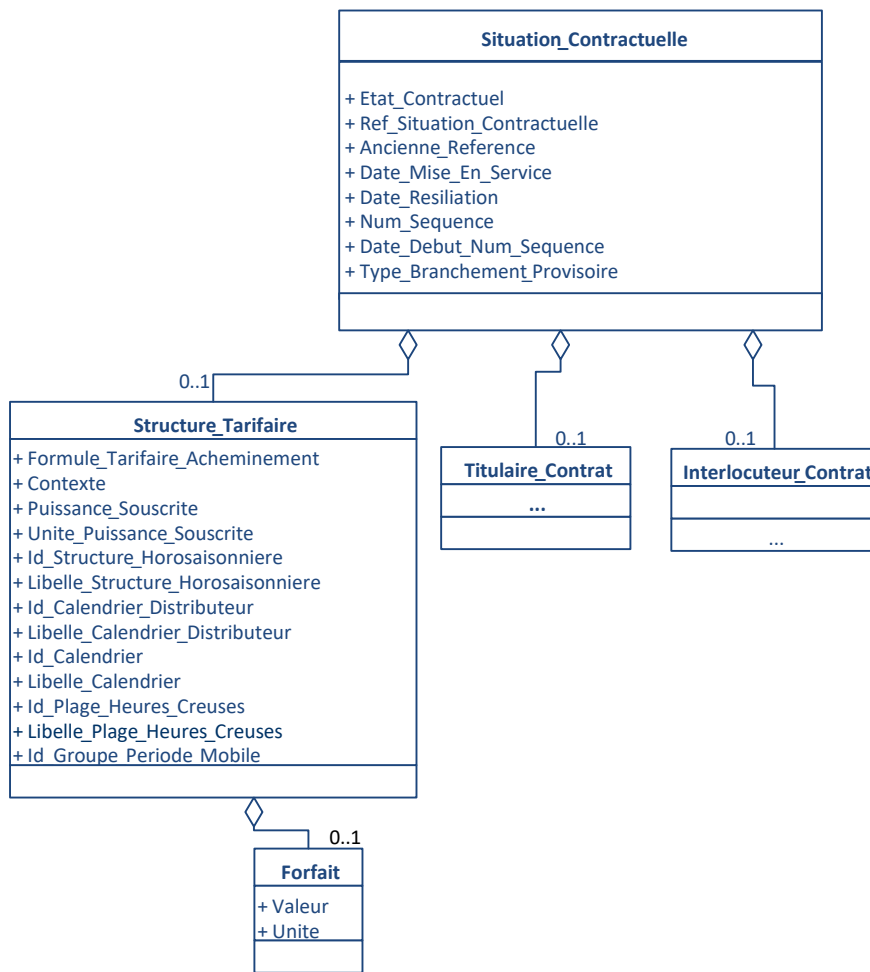 Situation_Contractuelle
+ Etat_Contractuel
+ Ref_Situation_Contractuelle
+ Ancienne_Reference
+ Date_Mise_En_Service
+ Date_Resiliation
+ Num_Sequence
+ Date_Debut_Num_Sequence
+ Type_Branchement_Provisoire
0..1
Structure_Tarifaire
+ Formule_Tarifaire_Acheminement
+ Contexte
+ Puissance_Souscrite
+ Unite_Puissance_Souscrite
+ Id_Structure_Horosaisonniere
+ Libelle_Structure_Horosaisonniere
+ Id_Calendrier_Distributeur
+ Libelle_Calendrier_Distributeur
+ Id_Calendrier
+ Libelle_Calendrier
+ Id_Plage_Heures_Creuses
+ Libelle_Plage_Heures_Creuses
+ Id_Groupe_Periode_Mobile
0..1
Titulaire_Contrat
...
0..1
Interlocuteur_Contrat
...
0..1
Forfait
+ Valeur
+ Unite